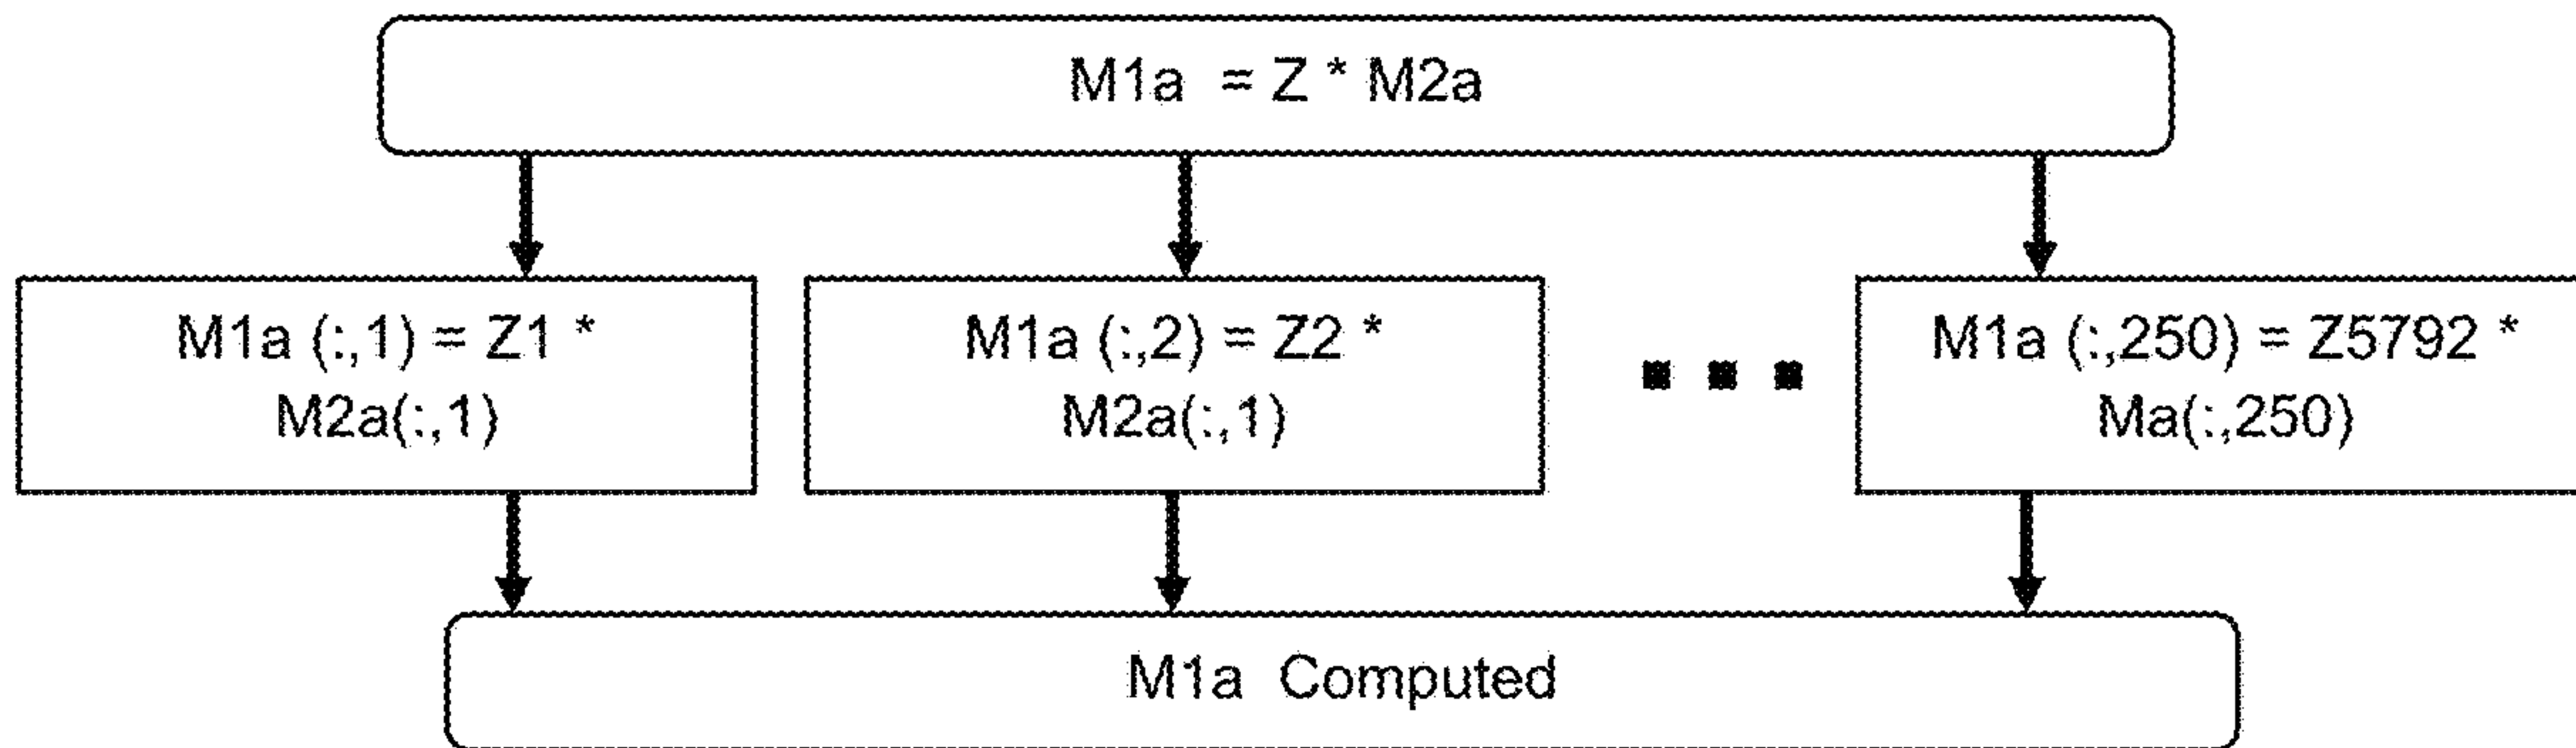 M1a = Z * M2a
M1a (:,1) = Z1 *
M2a(:,1)
M1a (:,2) = Z2 *
M2a(:,1)
M1a (:,250) = Z5792 *
Ma(:,250)
M1a Computed